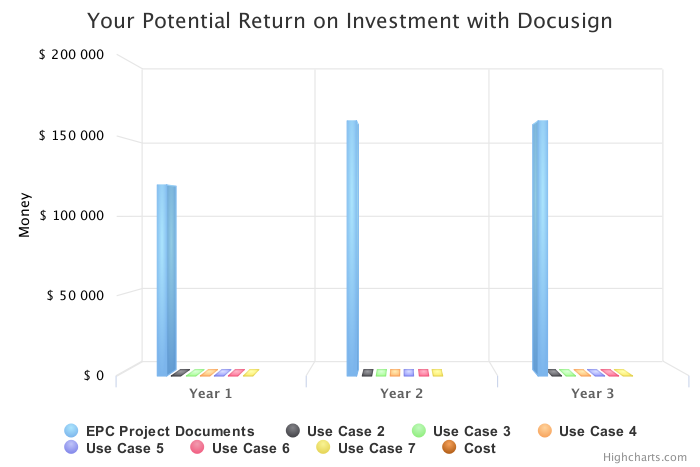 Your Potential Return on Investment with Docusign
$ 200 000
$ 150 000
$ 100 000
$ 50 000
$ 0
Money
Year 1
Year 2
Year 3
EPC Project Documents
Use Case 2
Use Case 3
Use Case 4
Use Case 5
Use Case 6
Use Case 7
Cost
Highcharts.com